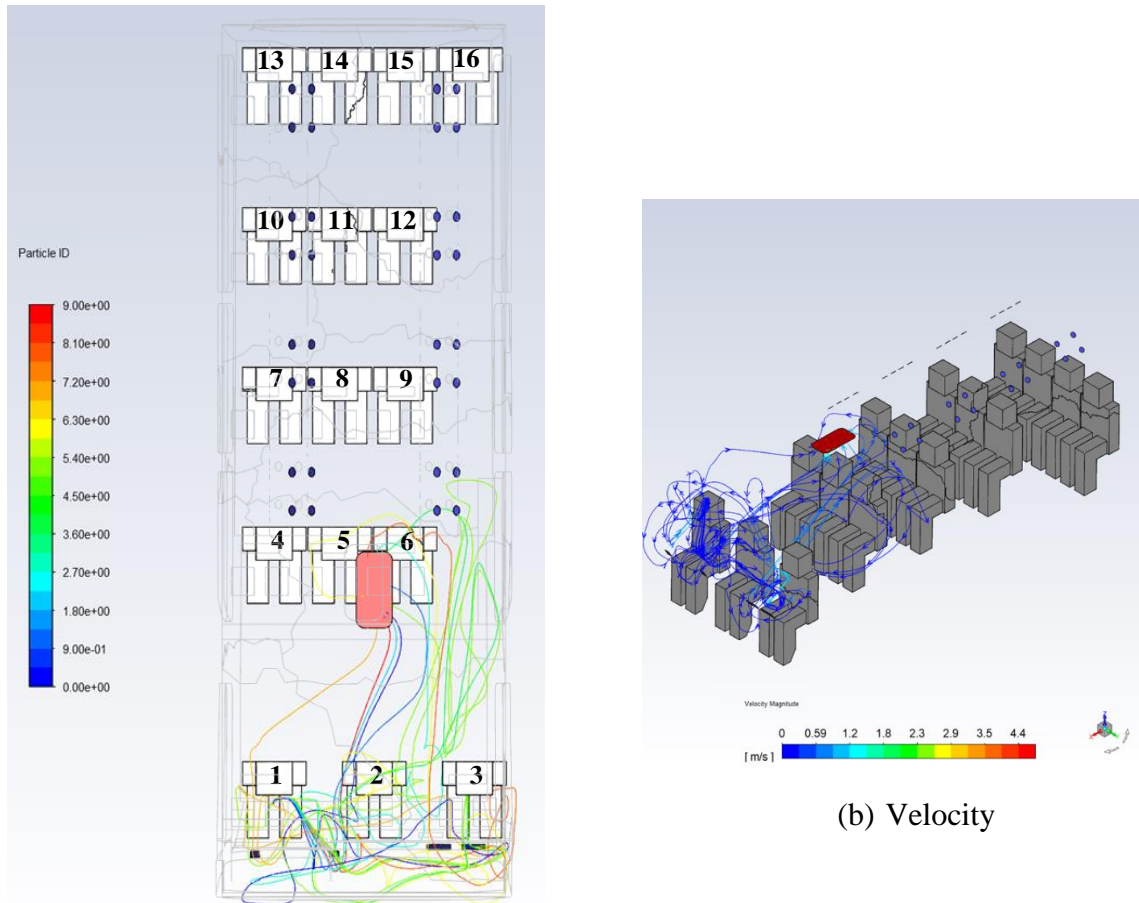 13 14 15 16
10 11 12
Particle ID
9.00e+00
8.10e+00
7.20e+00
6.30e+00
5.40e+00
4.50e+00
3.60e+00
2.70e+00
1.80e+00
9.00e-01
0.00e+00
7 8 9
4 5 6
1 2 3
Velocity Magnitude
0 0.59 1.2 1.8 2.3 2.9 3.5 4.4
[ m/s ]
(b) Velocity